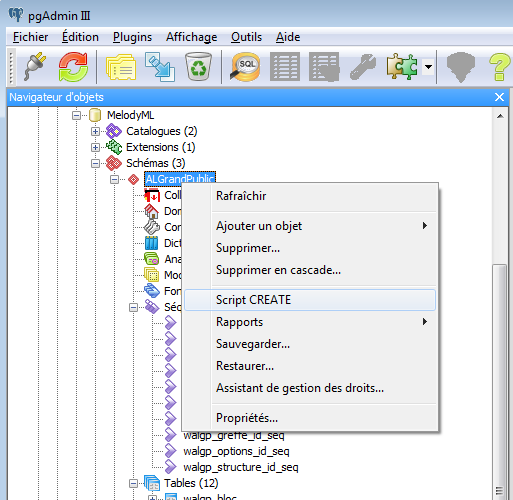 pgAdmin III
Fichier Édition Plugins Affichage Outils Aide
SQL
Navigateur d'objets
MelodyML
Catalogues (2)
Extensions (1)
Schémas (3)
ALGrandPublic
Coll
Rafraîchir
Dom
Con
Ajouter un objet
Dict
Supprimer...
Ana
Supprimer en cascade...
Mod
Fon
Script CREATE
Séq
Rapports
Sauvegarder...
Restaurer...
Assistant de gestion des droits...
Propriétés...
walgp_greffe_id_seq
walgp_options_id_seq
walgp_structure_id_seq
Tables (12)
walgp_bloc